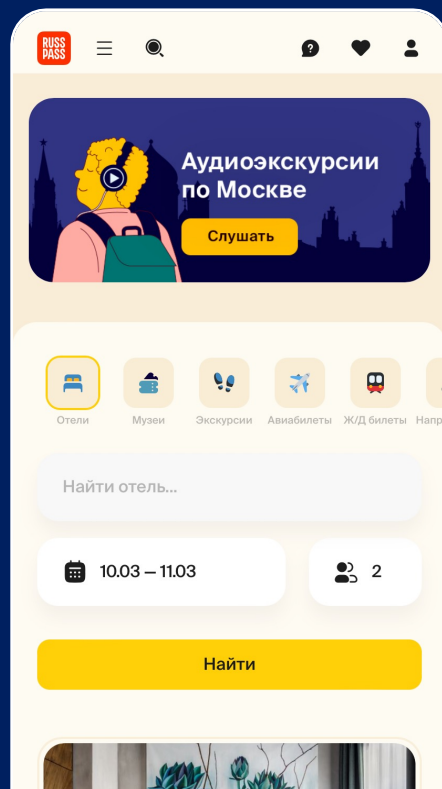 RUSS
PASS
?
Аудиоэкскурсии
по Москве
Слушать
Отели
Музеи
Экскурсии
Авиабилеты
Ж/Д билеты
Напр
Найти отель...
10.03 – 11.03
2
Найти